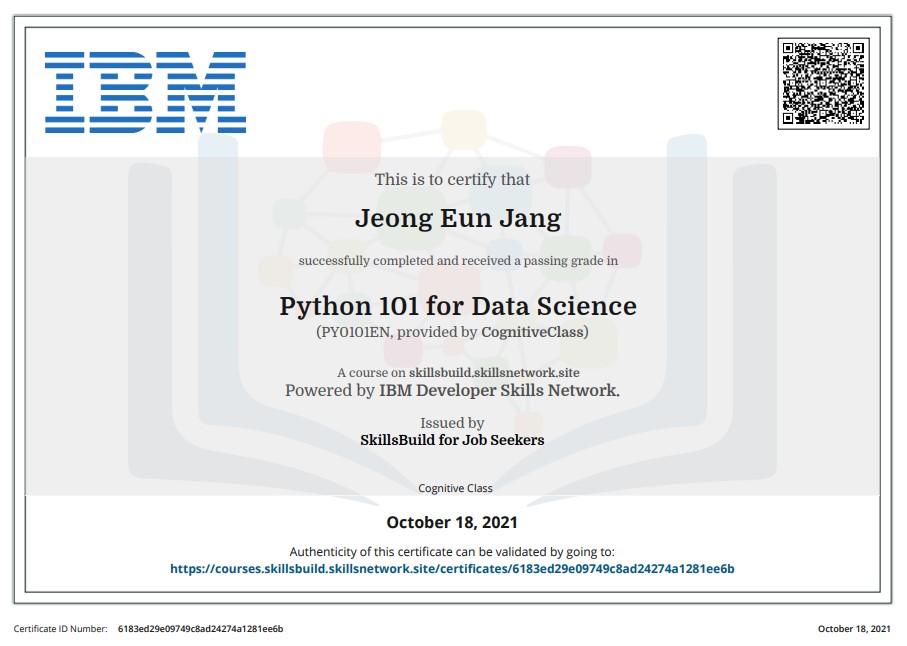 IBM
This is to certify that
Jeong Eun Jang
successfully completed and received a passing grade in
Python 101 for Data Science
(PY0101EN, provided by CognitiveClass)
A course on skillsbuild.skillsnetwork.site
Powered by IBM Developer Skills Network.
Issued by
SkillsBuild for Job Seekers
Cognitive Class
October 18, 2021
Authenticity of this certificate can be validated by going to:
https://courses.skillsbuild.skillsnetwork.site/certificates/6183ed29e09749c8ad24274a1281ee6b
Certificate ID Number: 6183ed29e09749c8ad24274a1281ee6b
October 18, 2021